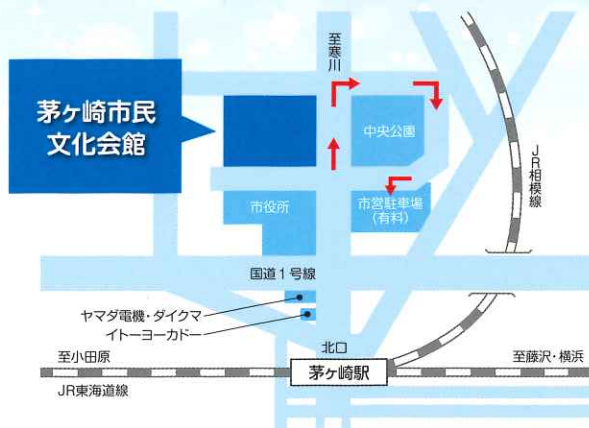 至寒川
茅ヶ崎市民
文化会館
中央公園
JR相模線
市役所
市営駐車場
（有料）
国道1号線
ヤマダ電機・ダイクマ
イトーヨーカドー
北口
至小田原
茅ヶ崎駅
至藤沢・横浜
JR東海道線